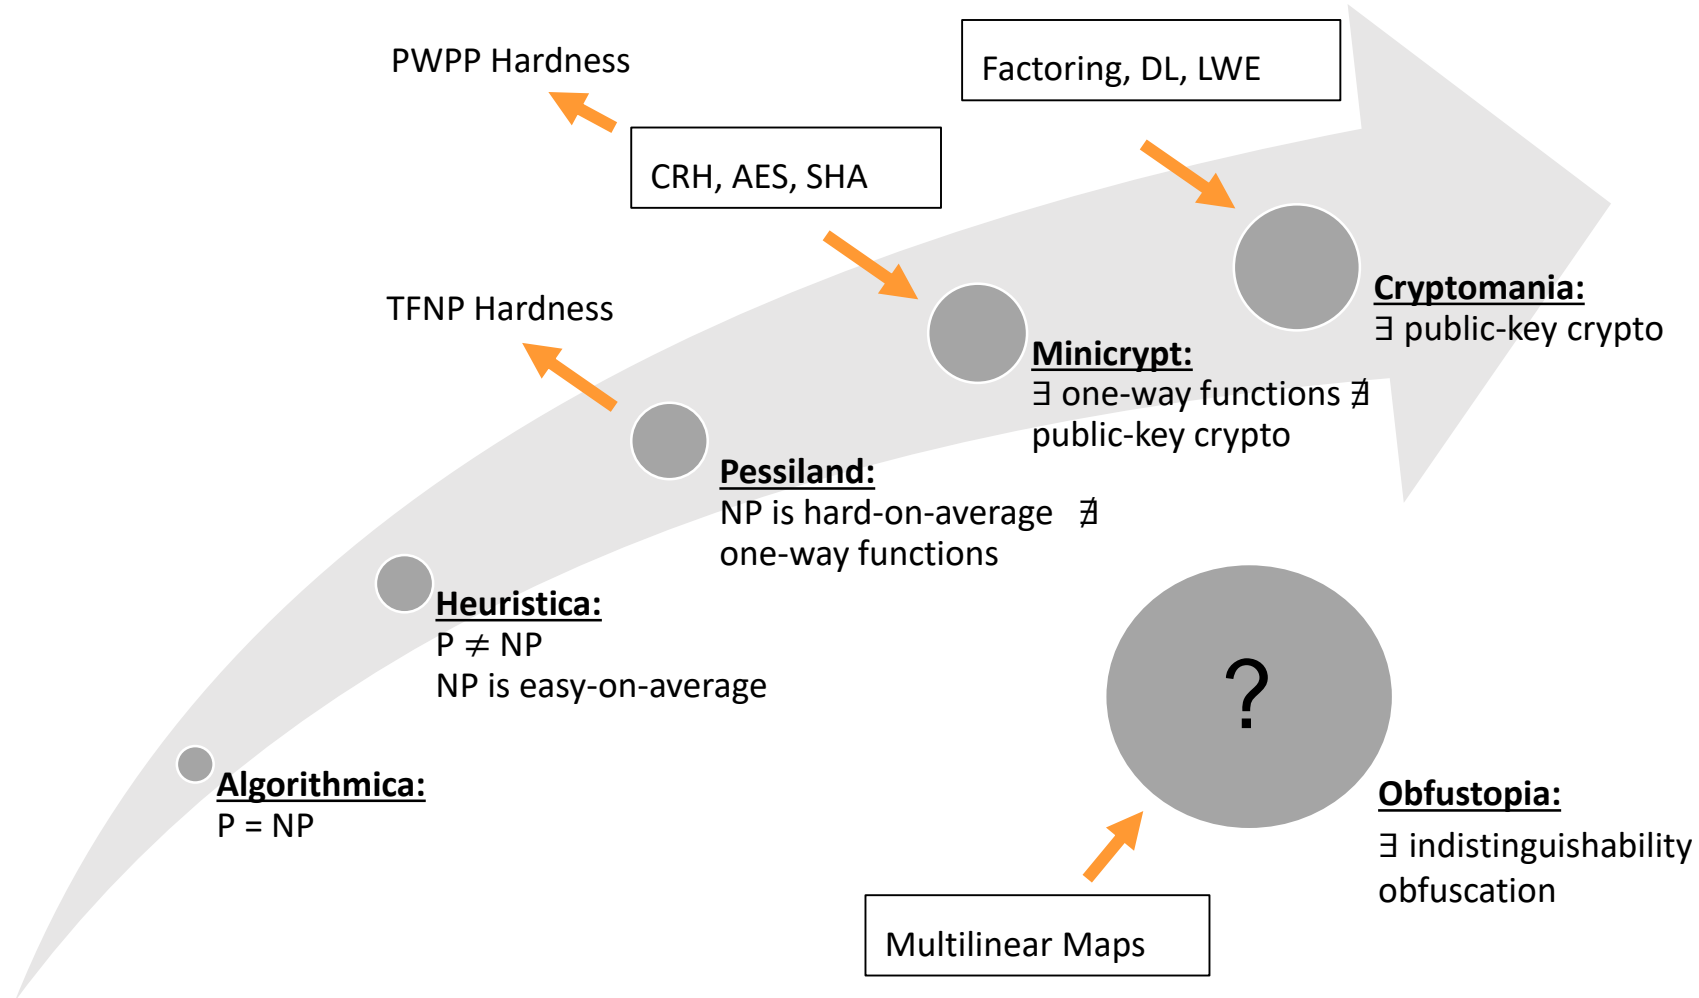 PWPP Hardness
Factoring, DL, LWE
CRH, AES, SHA
TFNP Hardness
Cryptomania:
∃ public-key crypto
Minicrypt:
∃ one-way functions ∄
public-key crypto
Pessiland:
NP is hard-on-average ∄
one-way functions
Heuristica:
P ≠ NP
NP is easy-on-average
?
Algorithmica:
P = NP
Obfustopia:
∃ indistinguishability
obfuscation
Multilinear Maps